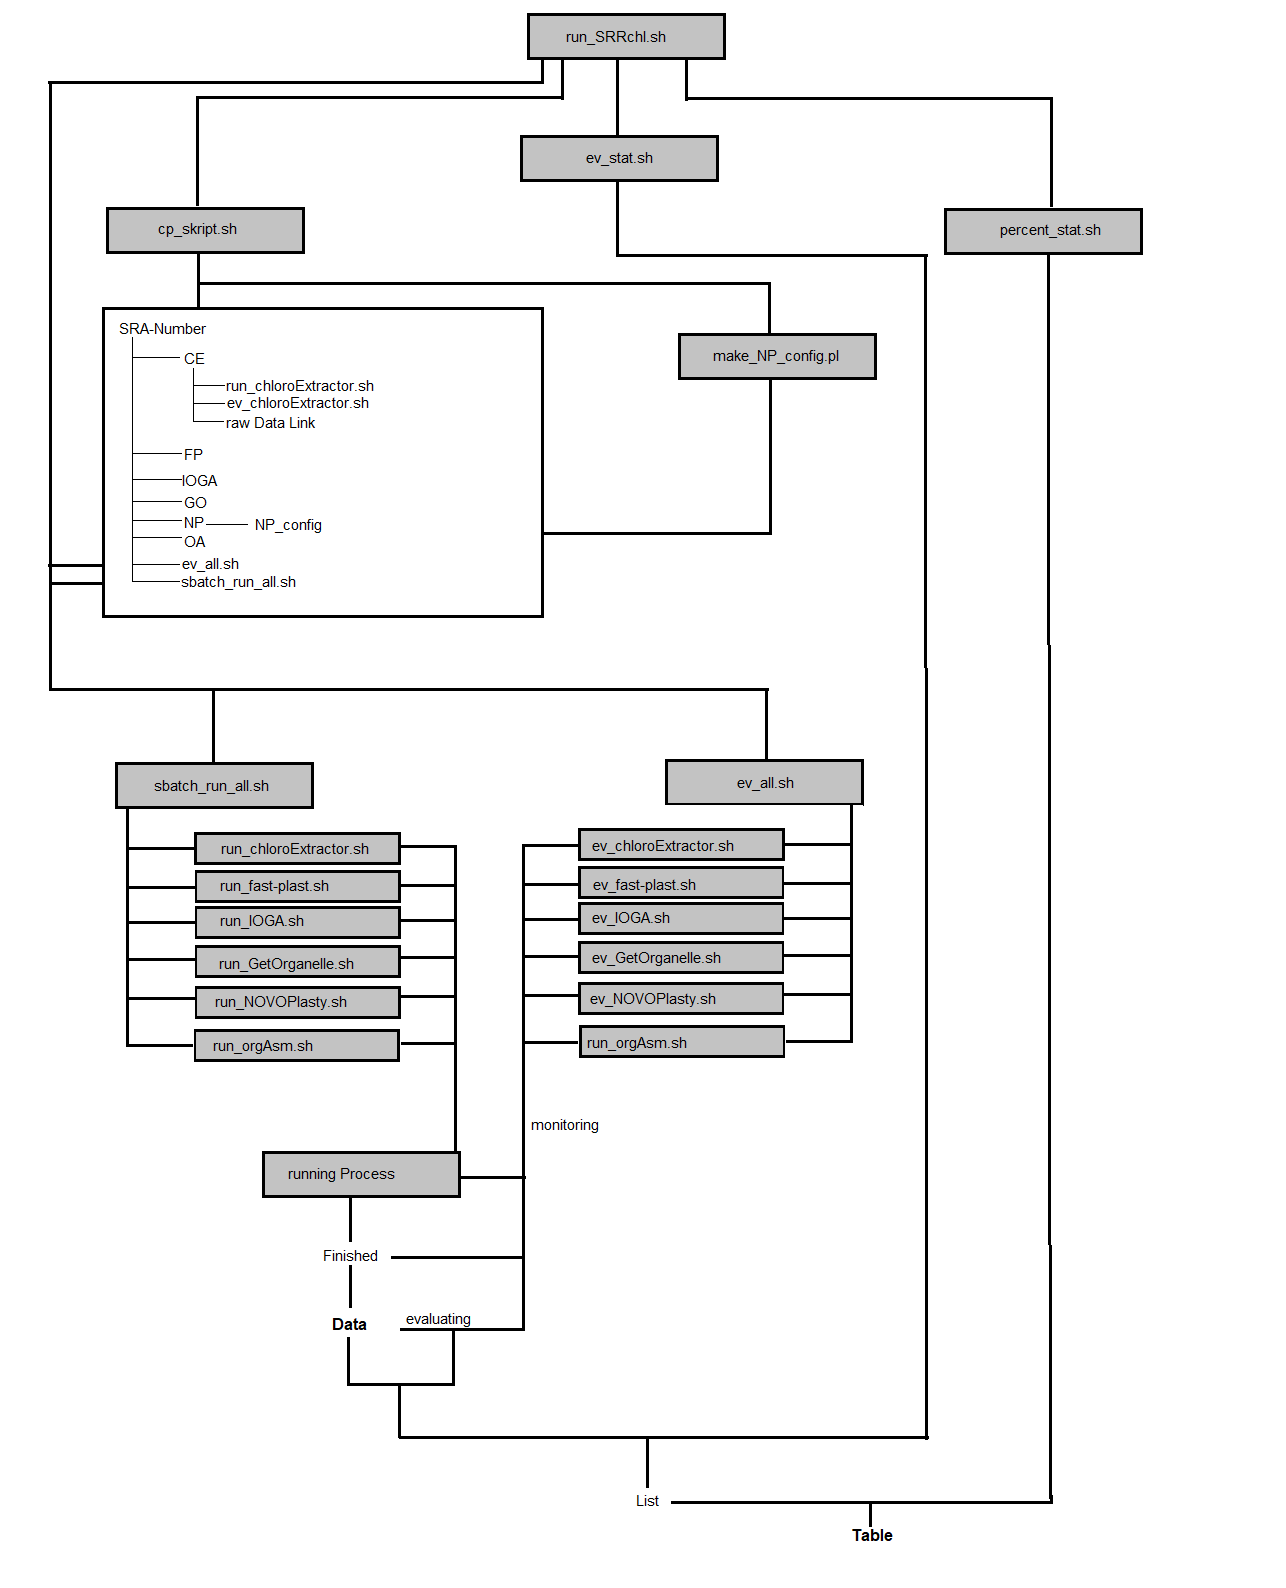 run_SRRchl.sh
ev_stat.sh
cp_skript.sh
percent_stat.sh
SRA-Number
CE
run_chloroExtractor.sh
ev_chloroExtractor.sh
raw Data Link
FP
IOGA
GO
NP
NP_config
OA
ev_all.sh
sbatch_run_all.sh
make_NP_config.pl
sbatch_run_all.sh
ev_all.sh
run_chloroExtractor.sh
run_fast-plast.sh
run_IOGA.sh
run_GetOrganelle.sh
run_NOVOPlasty.sh
run_orgAsm.sh
ev_chloroExtractor.sh
ev_fast-plast.sh
ev_IOGA.sh
ev_GetOrganelle.sh
ev_NOVOPlasty.sh
run_orgAsm.sh
monitoring
running Process
Finished
Data
evaluating
List
Table